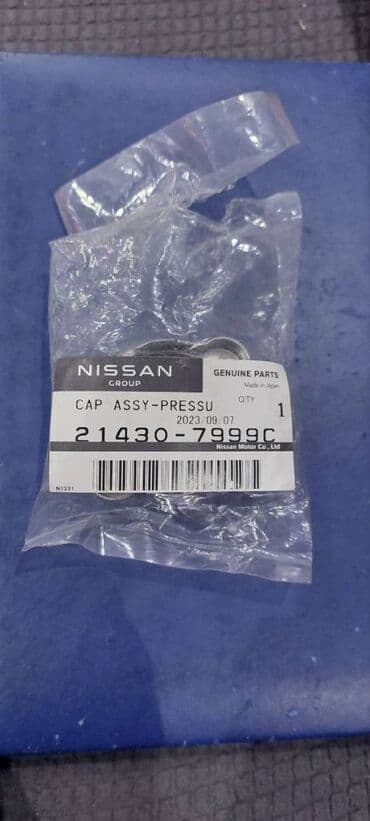 NISSAN
GROUP
GENUINE PARTS
Made in Japan
CAP ASSY-PRESSU
QTY
1
2023/09/07
21430-7999C
Nissan Motor Co., Ltd
N1231